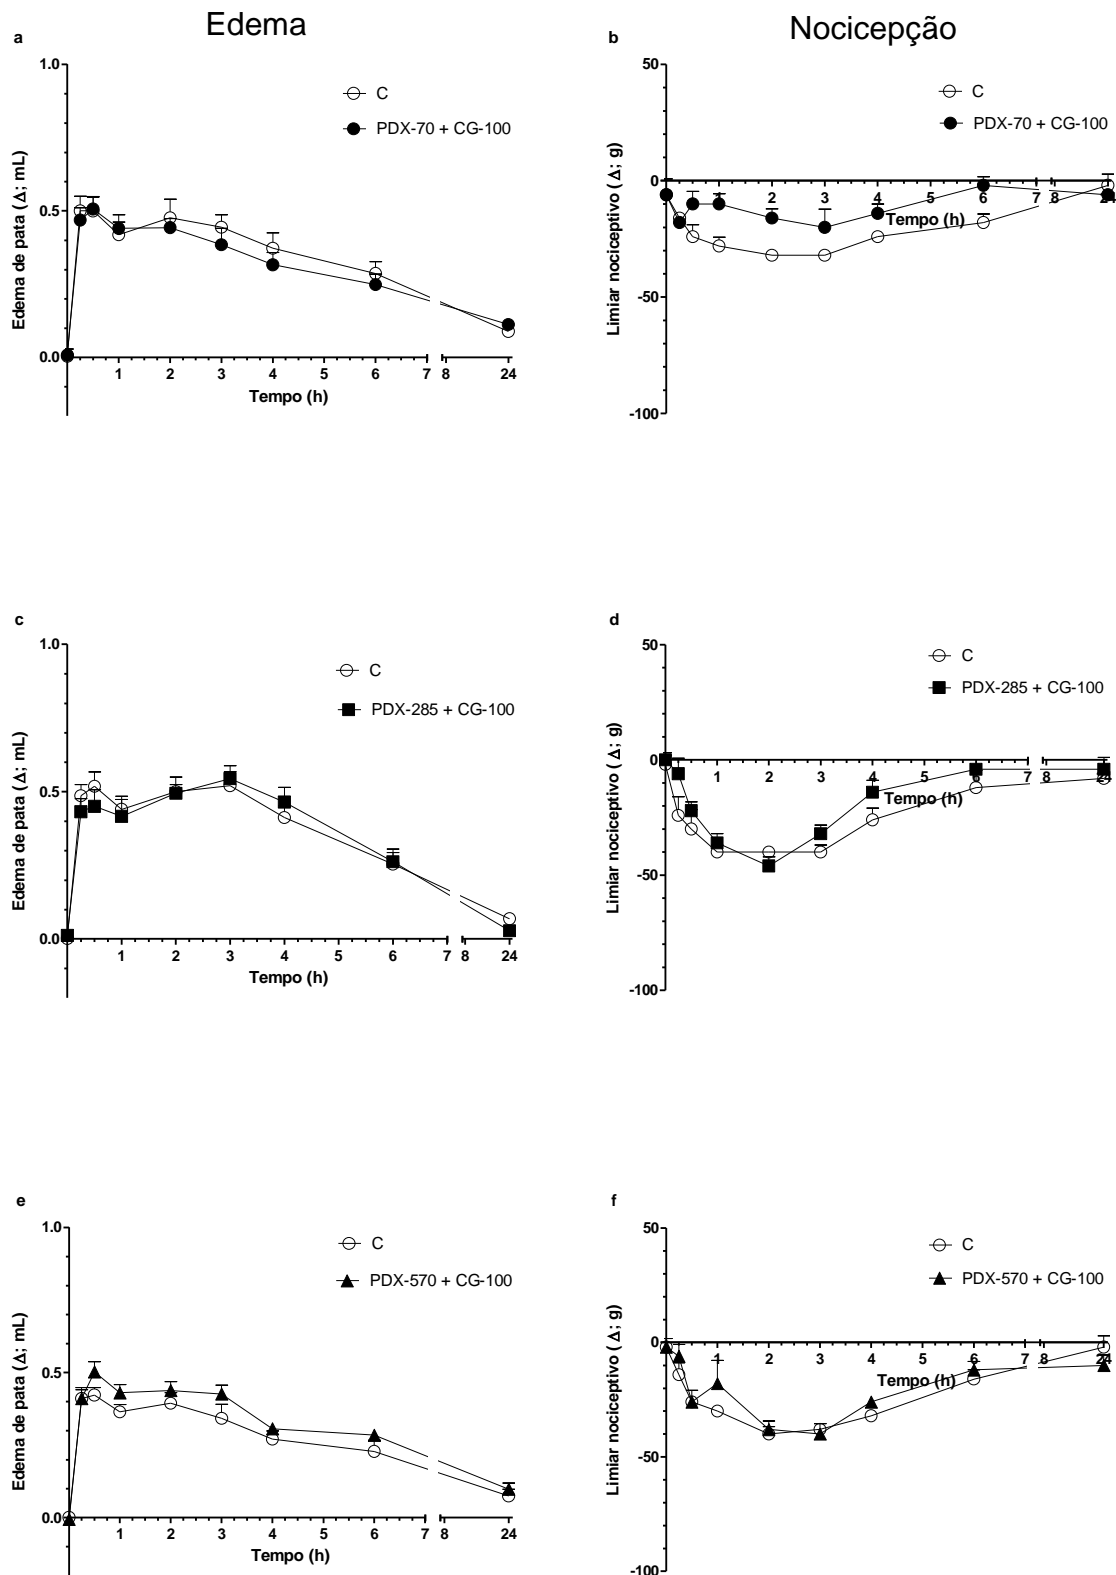 Edema
Nocicepção
a
1.0
0.5
0.0
Edema de pata (Δ; mL)
C
PDX-70 + CG-100
1 2 3 4 5 6 7 8 24
Tempo (h)
b
50
0
-50
-100
Limiar nociceptivo (Δ; g)
C
PDX-70 + CG-100
1 2 3 4 5 6 7 8 24
Tempo (h)
c
1.0
0.5
0.0
Edema de pata (Δ; mL)
C
PDX-285 + CG-100
1 2 3 4 5 6 7 8 24
Tempo (h)
d
50
0
-50
-100
Limiar nociceptivo (Δ; g)
C
PDX-285 + CG-100
1 2 3 4 5 6 7 8 24
Tempo (h)
e
1.0
0.5
0.0
Edema de pata (Δ; mL)
C
PDX-570 + CG-100
1 2 3 4 5 6 7 8 24
Tempo (h)
f
50
0
-50
-100
Limiar nociceptivo (Δ; g)
C
PDX-570 + CG-100
1 2 3 4 5 6 7 8 24
Tempo (h)